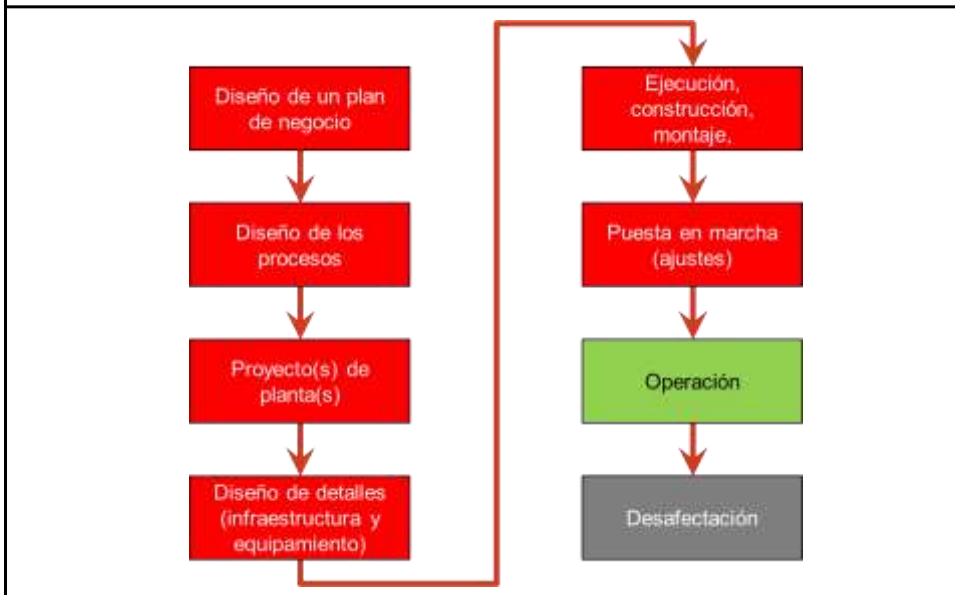 Diseño de un plan
de negocio
Diseño de los
procesos
Proyecto(s) de
planta(s)
Diseño de detalles
(infraestructura y
equipamiento)
Ejecución,
construcción,
montaje,
Puesta en marcha
(ajustes)
Operación
Desafectación